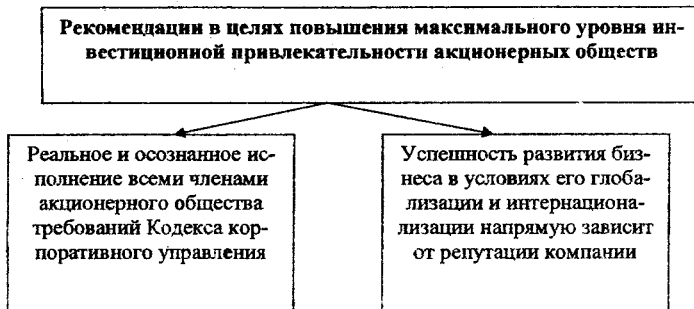 Рекомендации в целях повышения максимального уровня ин-
вестиционной привлекательности акционерных обществ
Реальное и осознанное ис-
полнение всеми членами
акционерного общества
требований Кодекса кор-
поративного управления
Успешность развития биз-
неса в условиях его глоба-
лизации и интернациона-
лизации напрямую зависит
от репутации компании